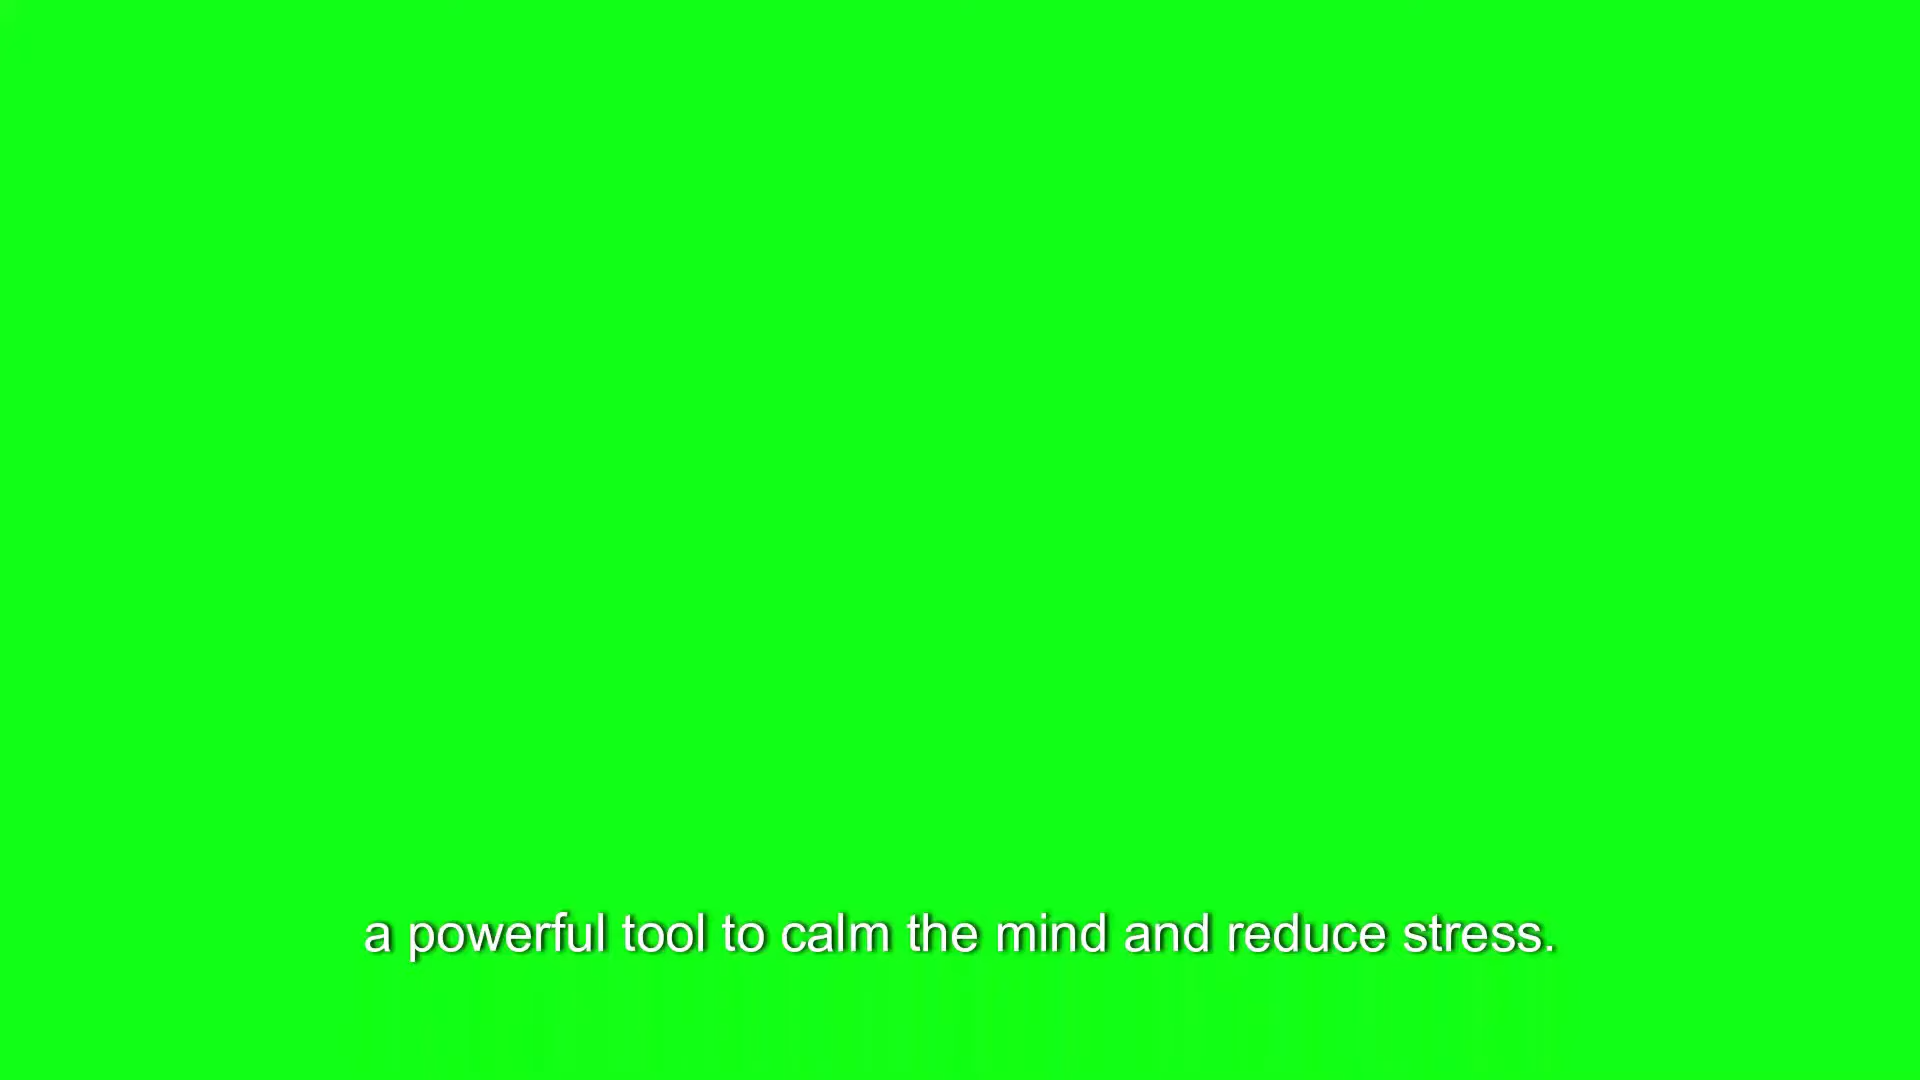 a powerful tool to calm the mind and reduce stress.